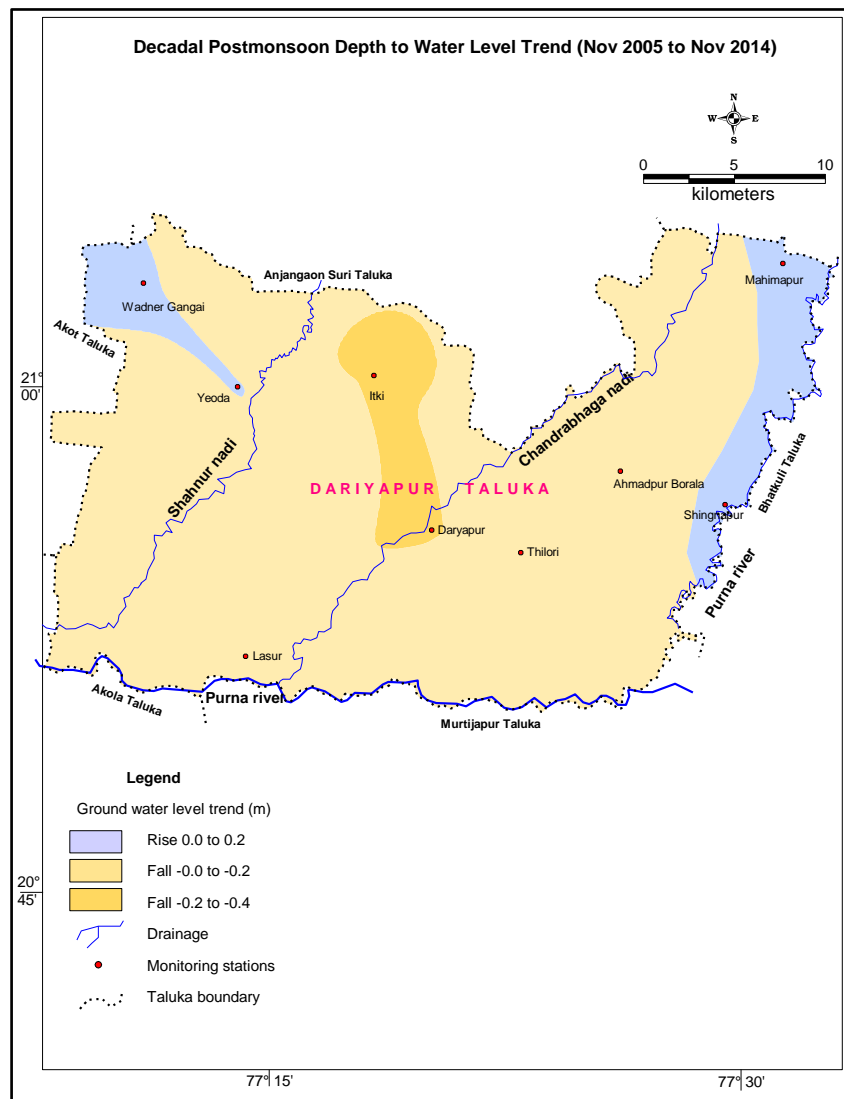 Decadal Postmonsoon Depth to Water Level Trend (Nov 2005 to Nov 2014)
N
W E
S
0 5 10
kilometers
Anjangaon Suri Taluka
Mahimapur
Wadner Gangai
Akot Taluka
21°
00'
Yeoda
Itki
Chandrabhaga nadi
Shahnur nadi
Ahmadpur Borala
DARIYAPUR TALUKA
Bhatkuli Taluka
Shingnapur
Daryapur
Thilori
Purna river
Lasur
Akola Taluka
Purna river
Murtijapur Taluka
Legend
Ground water level trend (m)
Rise 0.0 to 0.2
Fall -0.0 to -0.2
Fall -0.2 to -0.4
20°
45'
Drainage
Monitoring stations
Taluka boundary
77° 15'
77° 30'